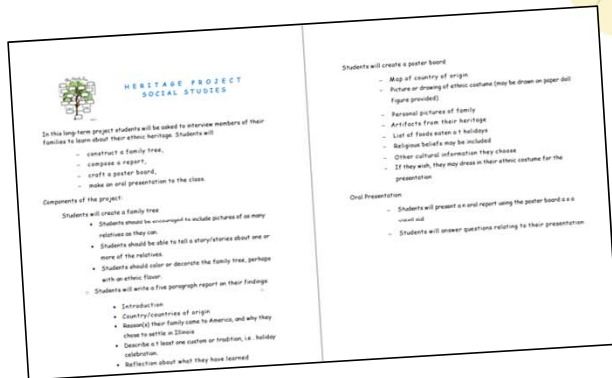 HERITAGE PROJECT
SOCIAL STUDIES
In this long-term project students will be asked to interview members of their
families to learn about their ethnic heritage. Students will
- construct a family tree,
- compose a report,
- craft a poster board,
- make an oral presentation to the class.
Components of the project:
Students will create a family tree
• Students should be encouraged to include pictures of as many
relatives as they can.
• Students should be able to tell a story/stories about one or
more of the relatives.
• Students should color or decorate the family tree, perhaps
with an ethnic flavor.
Students will write a five paragraph report on their findings
• Introduction
• Country/countries of origin
• Reason(s) their family came to America, and why they
chose to settle in Illinois
• Describe at least one custom or tradition, i.e. holiday
celebration.
• Reflection about what they have learned
Students will create a poster board
- Map of country of origin
- Picture or drawing of ethnic costume (may be drawn on paper doll
figure provided)
- Personal pictures of family
- Artifacts from their heritage
- List of foods eaten at holidays
- Religious beliefs may be included
- Other cultural information they choose
- If they wish, they may dress in their ethnic costume for the
presentation
Oral Presentation
- Students will present an oral report using the poster board as a
visual aid
- Students will answer questions relating to their presentation